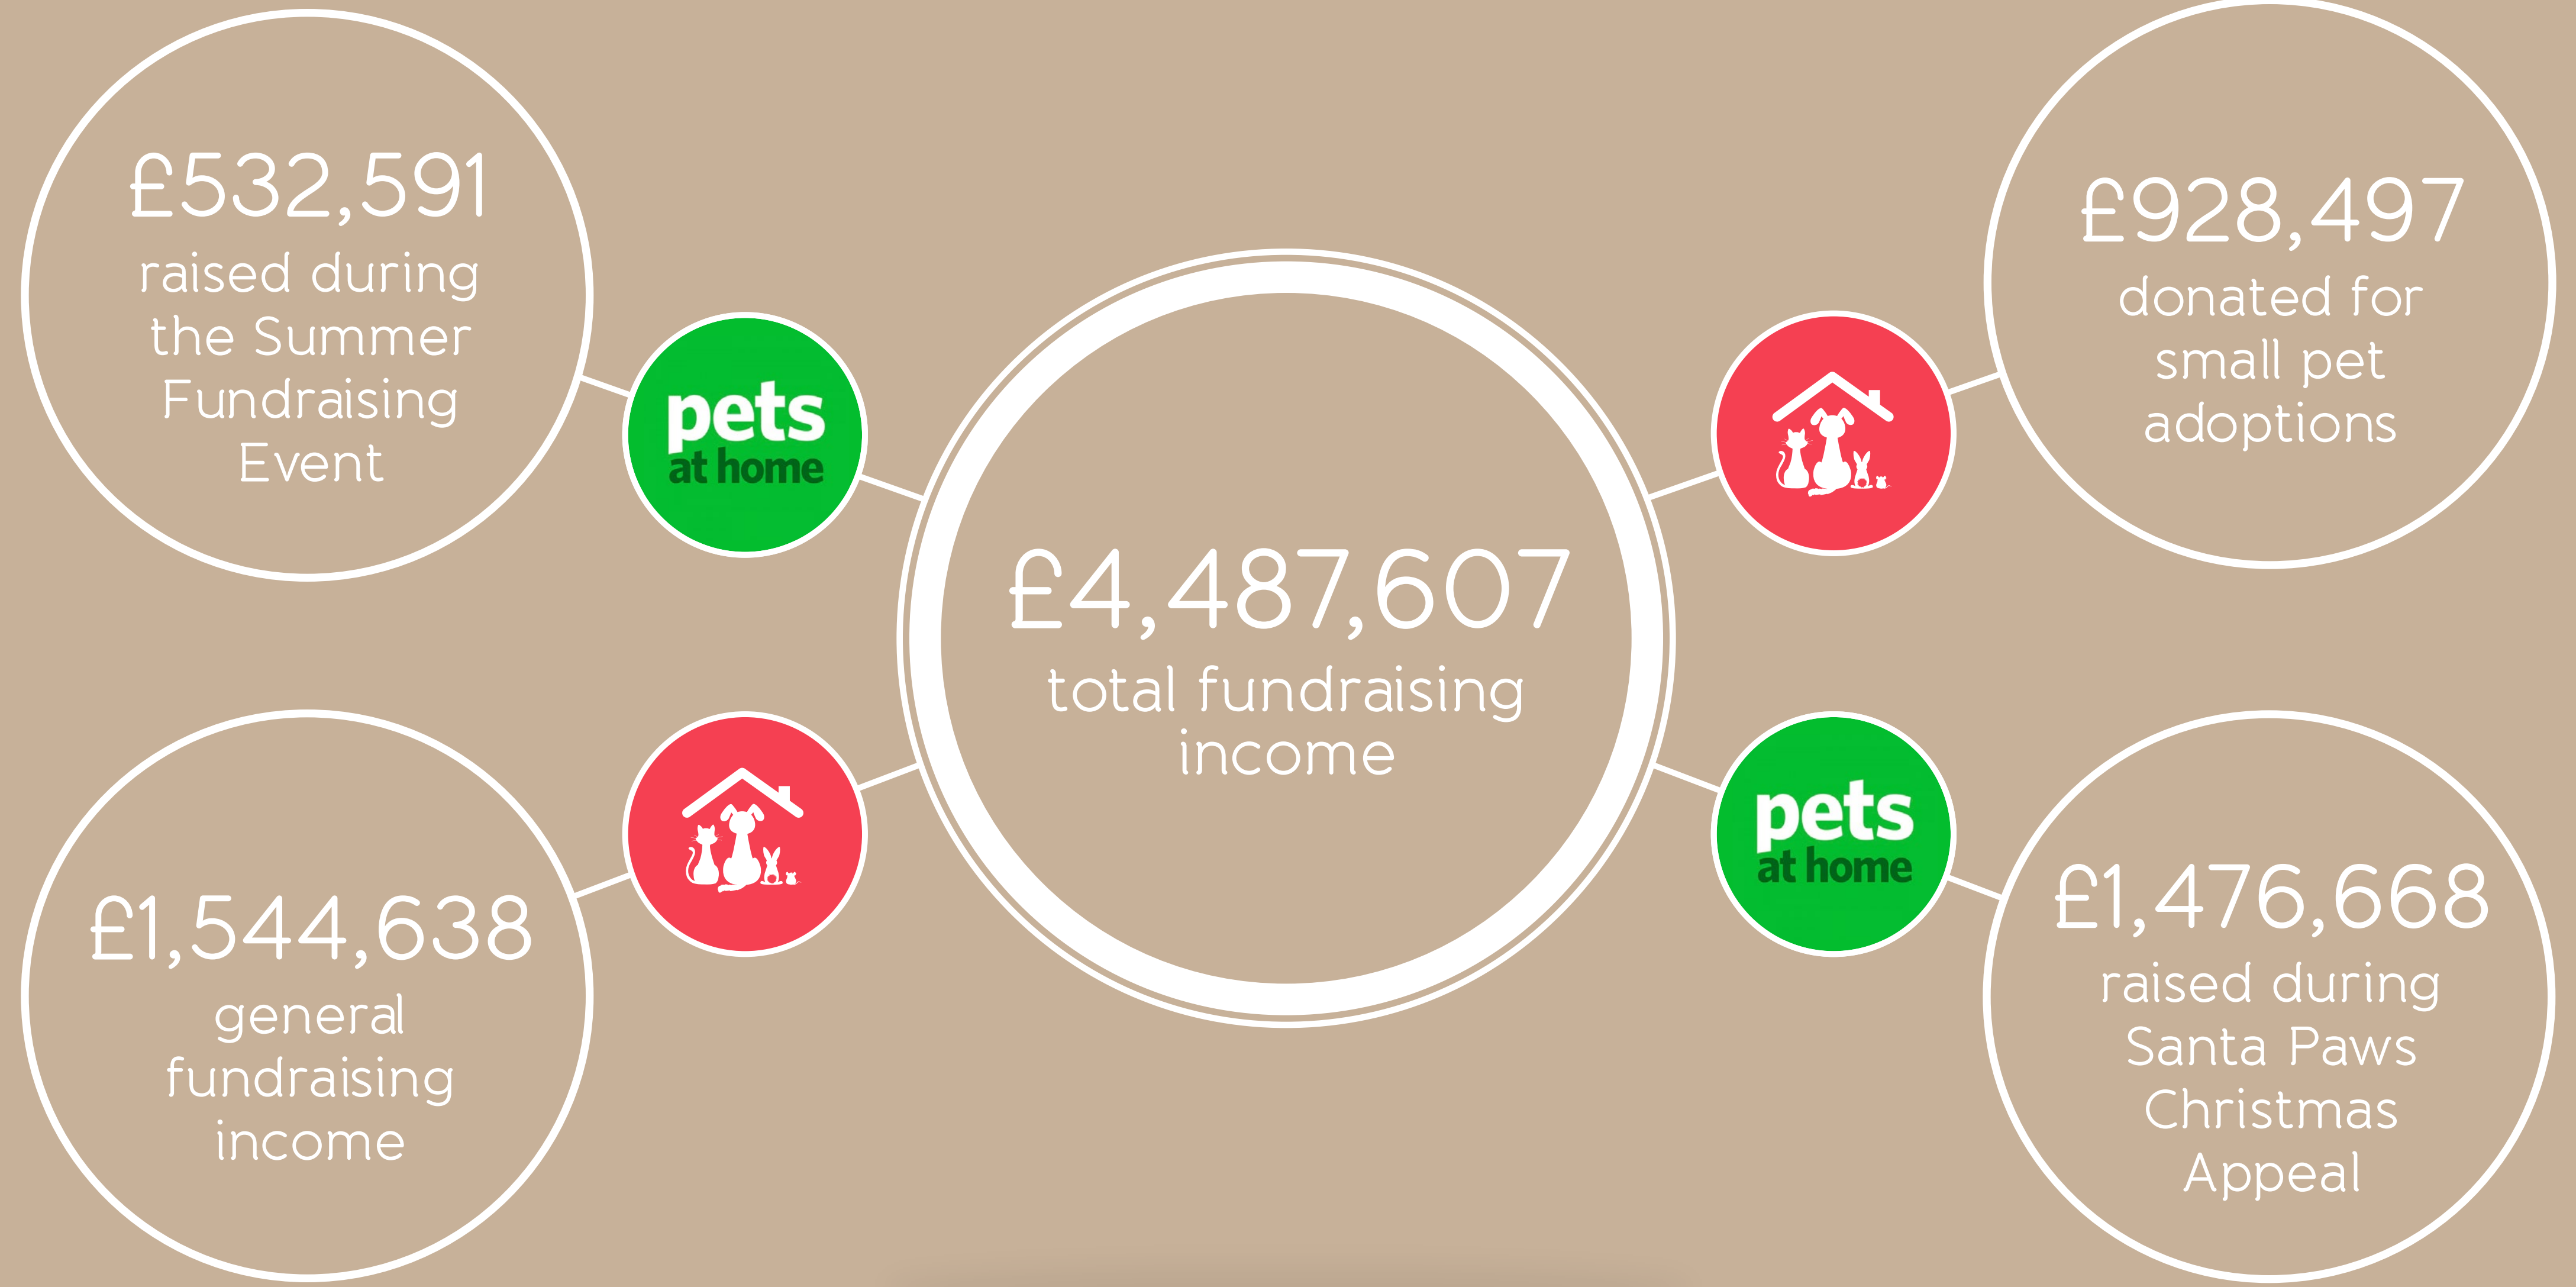 £532,591
raised during
the Summer
Fundraising
Event
pets
at home
£1,544,638
general
fundraising
income
£4,487,607
total fundraising
income
£928,497
donated for
small pet
adoptions
pets
at home
£1,476,668
raised during
Santa Paws
Christmas
Appeal